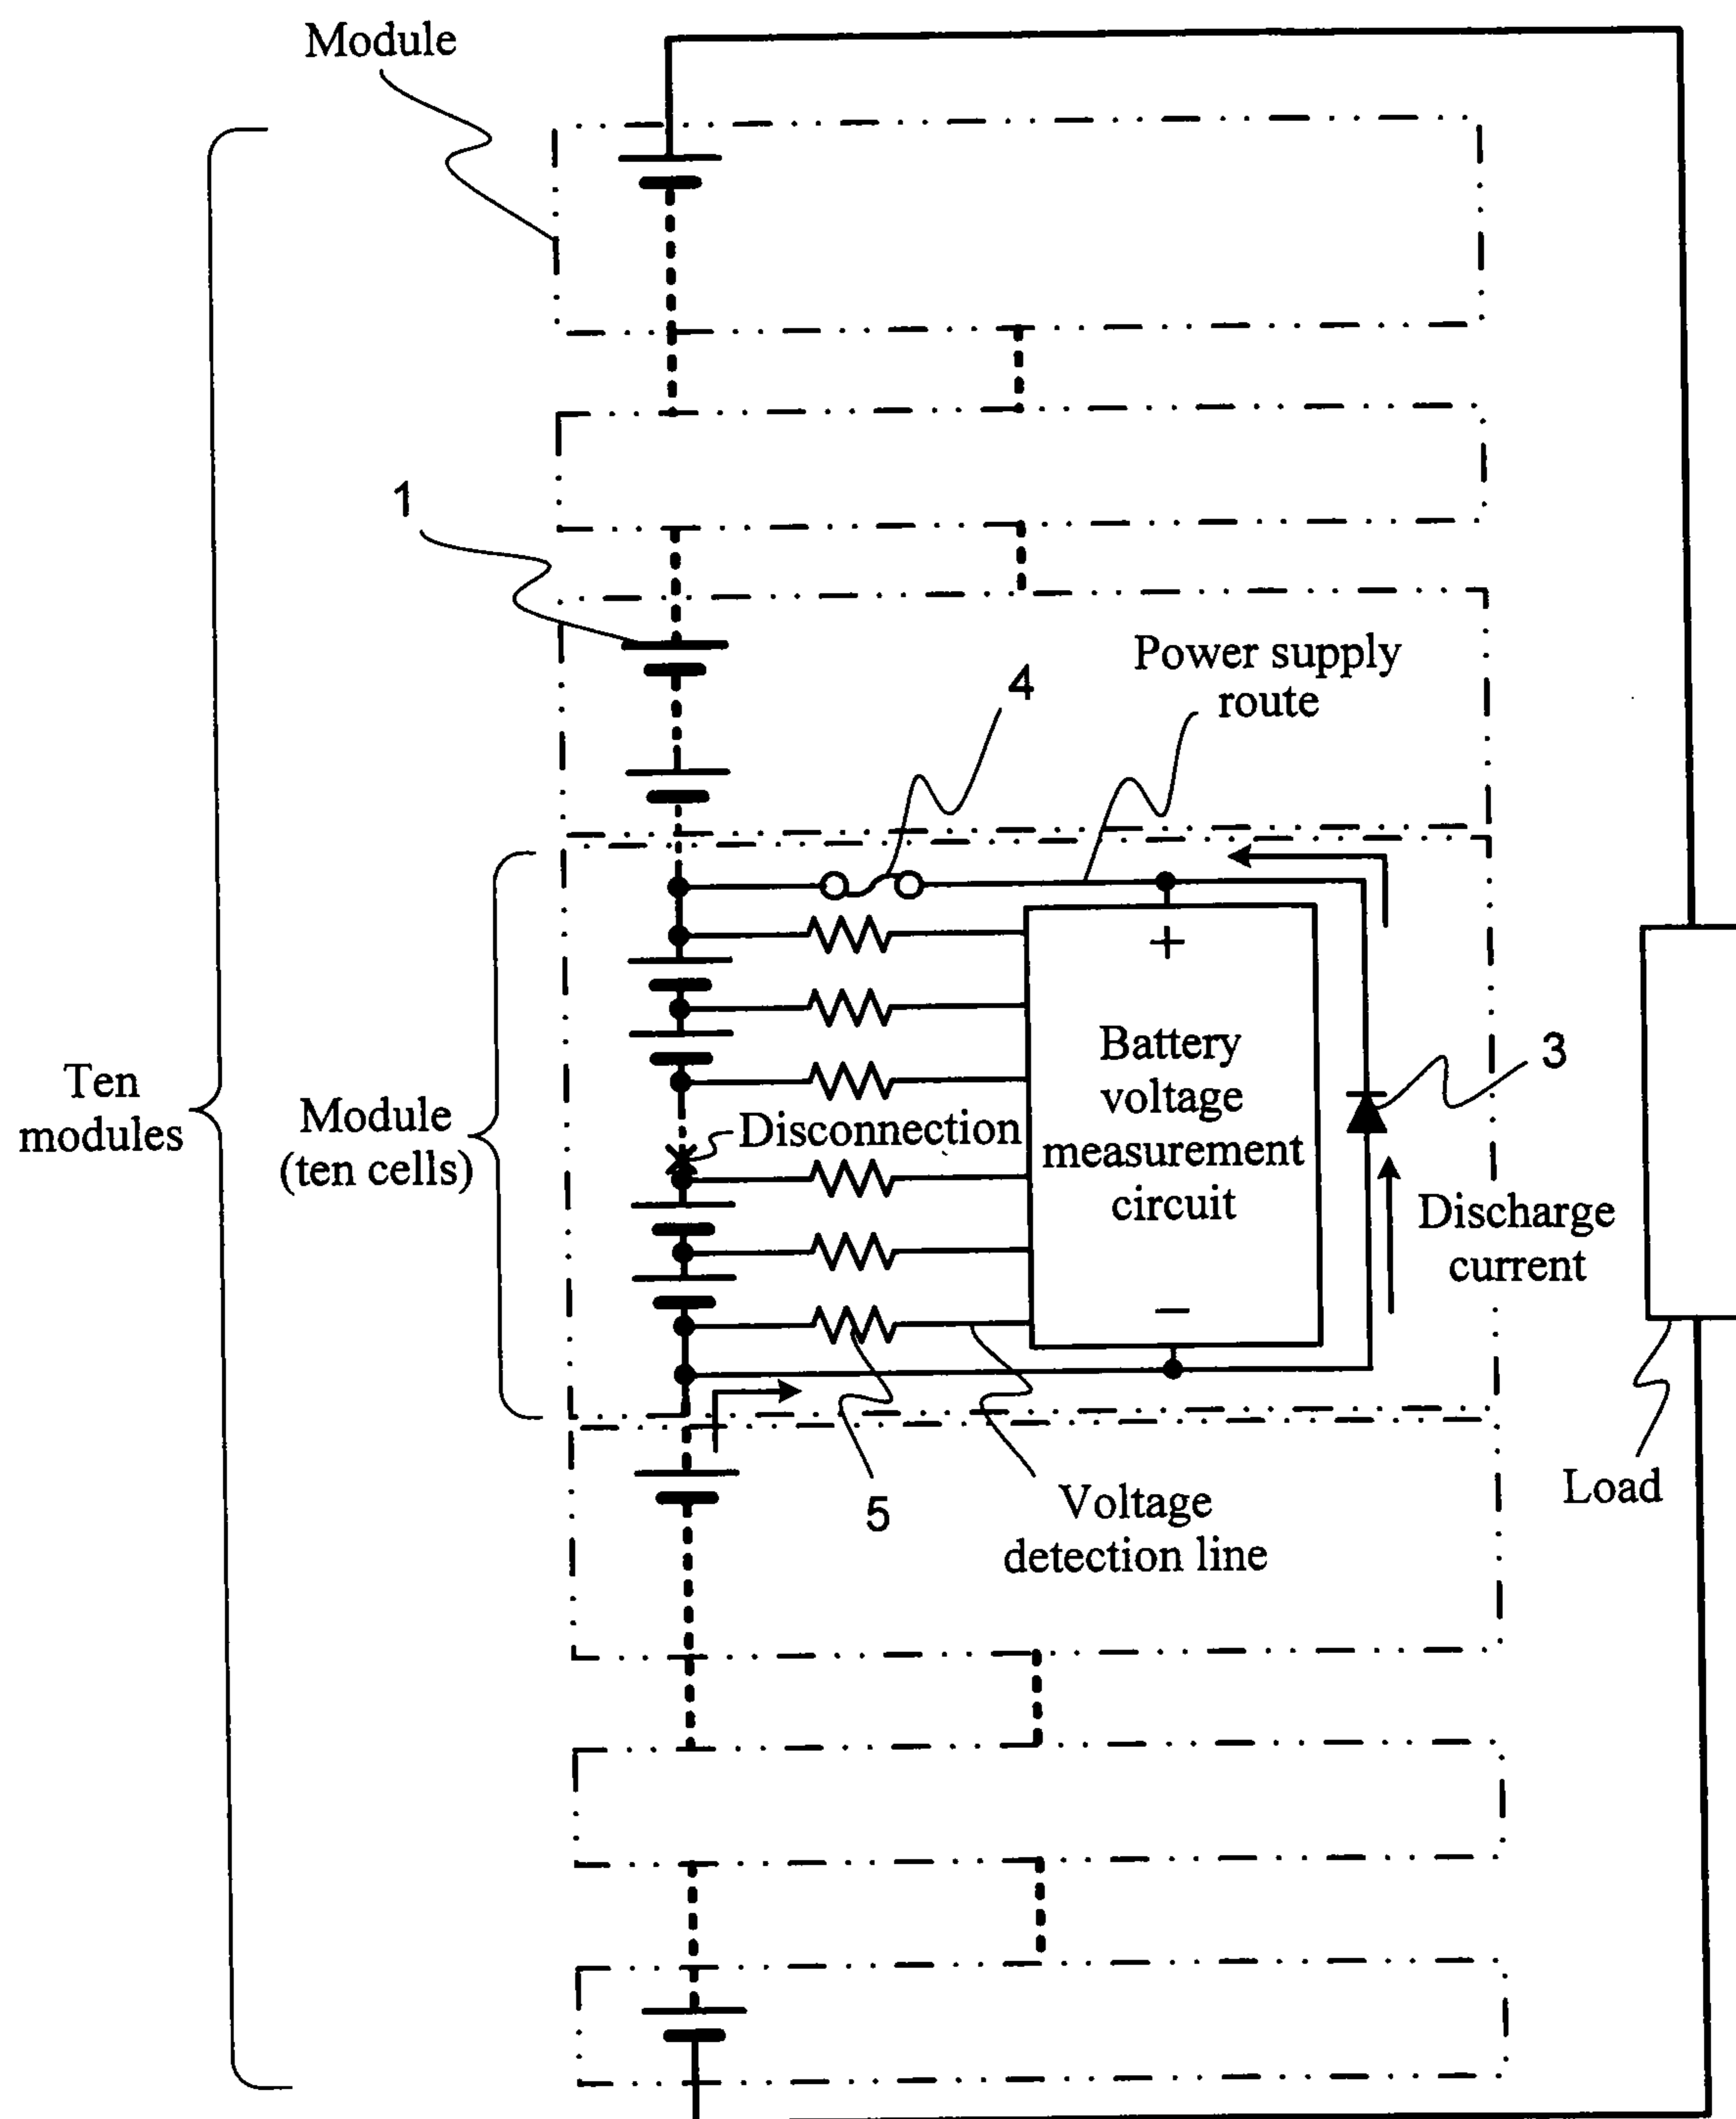 Module
1
4
Power supply
route
+
Battery
voltage
measurement
circuit
−
3
Ten
modules
Module
(ten cells)
Disconnection
Discharge
current
5
Voltage
detection line
Load